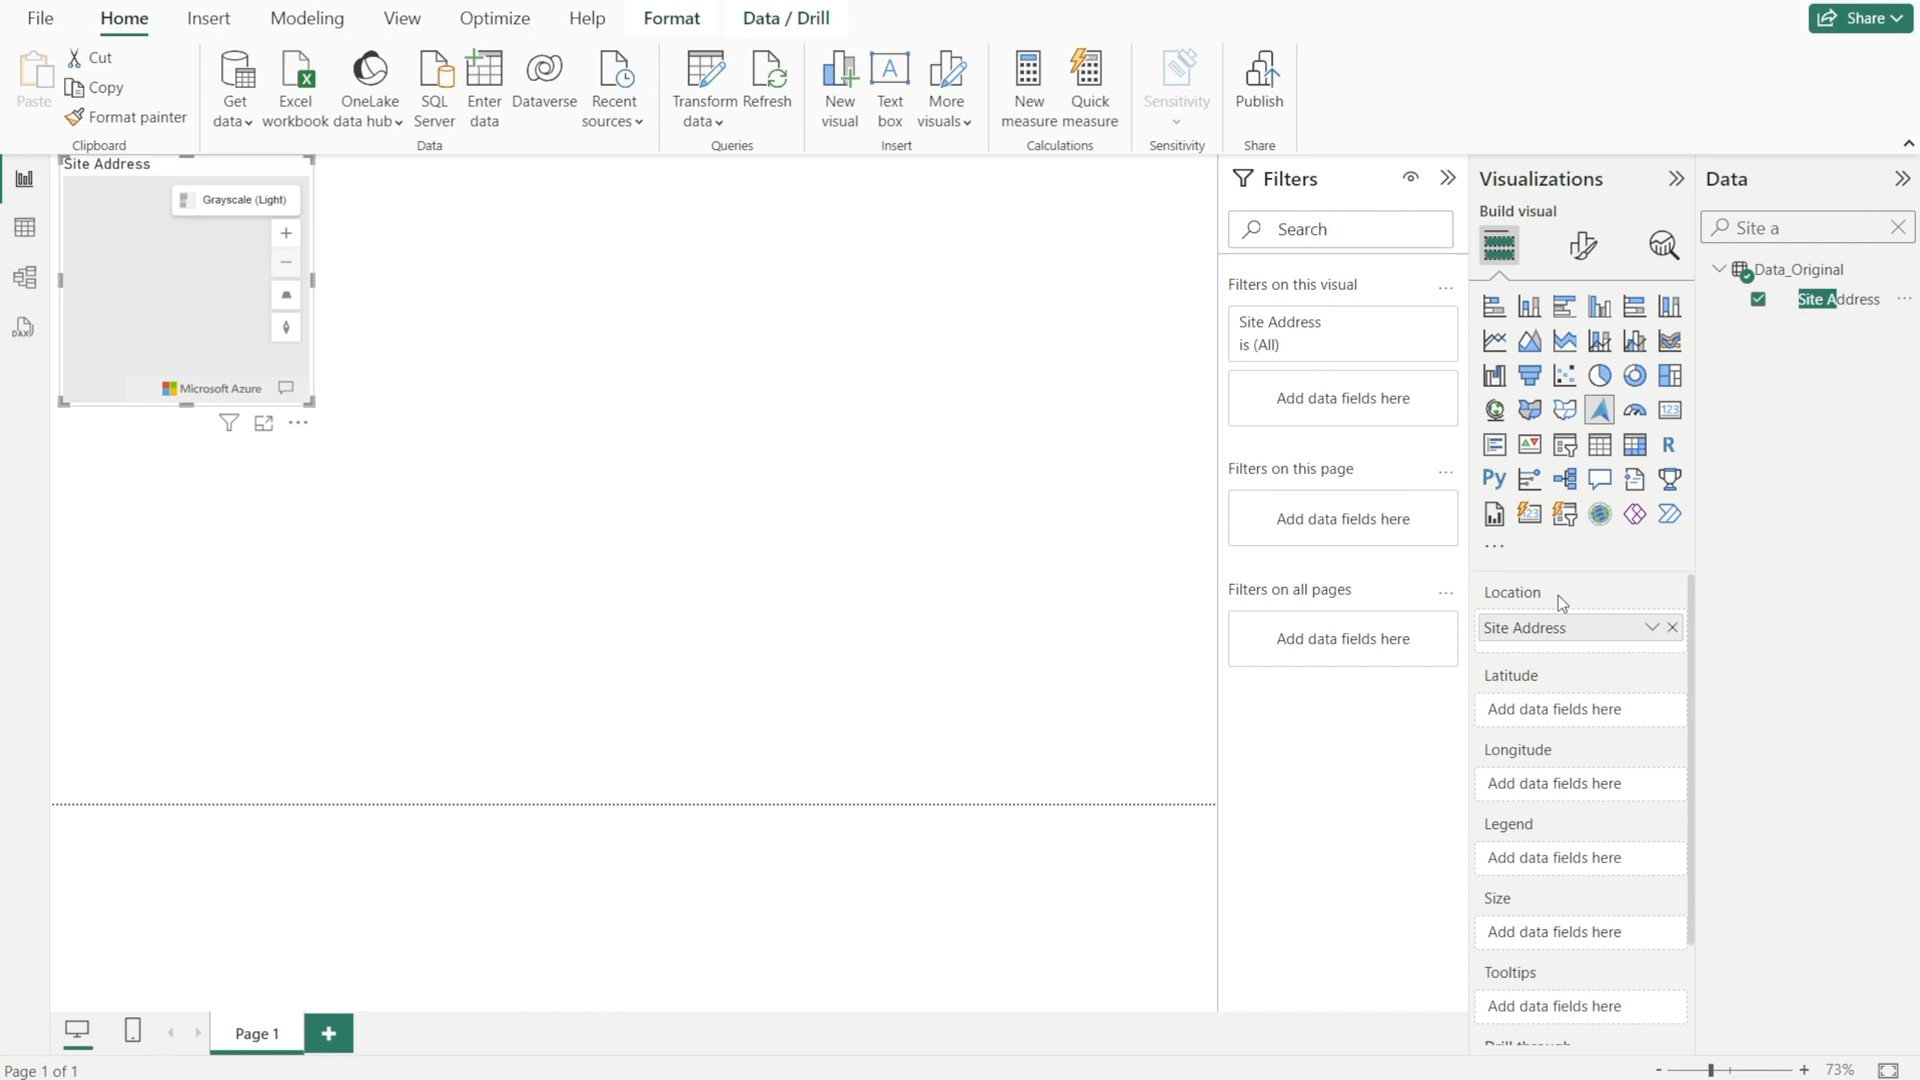 File Home Insert Modeling View Optimize Help Format Data / Drill Share
Paste
Cut
Copy
Format painter
Clipboard
Get data
Excel workbook
OneLake data hub
SQL Server
Enter data
Dataverse
Recent sources
Data
Transform data
Refresh
Queries
New visual
A
Text box
More visuals
Insert
New measure
Quick measure
Calculations
Sensitivity
Sensitivity
Publish
Share
DAX
Site Address
Grayscale (Light)
Microsoft Azure
Filters
Search
Filters on this visual
Site Address
is (All)
Add data fields here
Filters on this page
Add data fields here
Filters on all pages
Add data fields here
Visualizations
Build visual
123
R
Py
123
Location
Site Address
Latitude
Add data fields here
Longitude
Add data fields here
Legend
Add data fields here
Size
Add data fields here
Tooltips
Add data fields here
Data
Site a
Data_Original
Site Address
Page 1
Page 1 of 1
73%